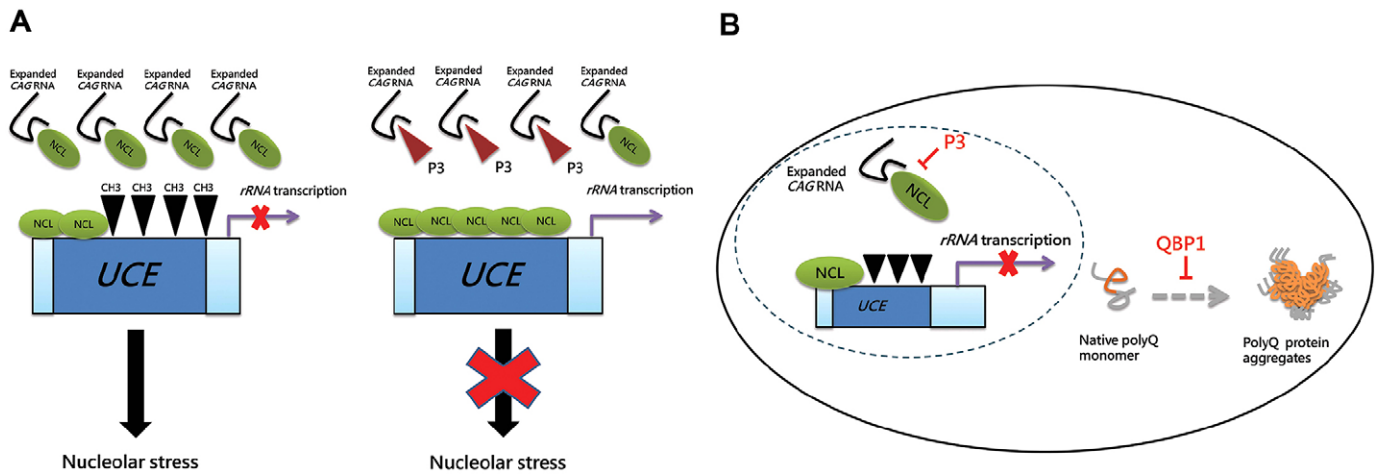 A
B
Expanded
CAG RNA
Expanded
CAG RNA
Expanded
CAG RNA
Expanded
CAG RNA
NCL
NCL
NCL
NCL
CH3
CH3
CH3
CH3
rRNA transcription
NCL
NCL
UCE
Nucleolar stress
Expanded
CAG RNA
Expanded
CAG RNA
Expanded
CAG RNA
Expanded
CAG RNA
P3
P3
P3
NCL
rRNA transcription
NCL
NCL
NCL
NCL
NCL
UCE
Nucleolar stress
P3
Expanded
CAG RNA
NCL
rRNA transcription
NCL
UCE
QBP1
Native polyQ
monomer
PolyQ protein
aggregates